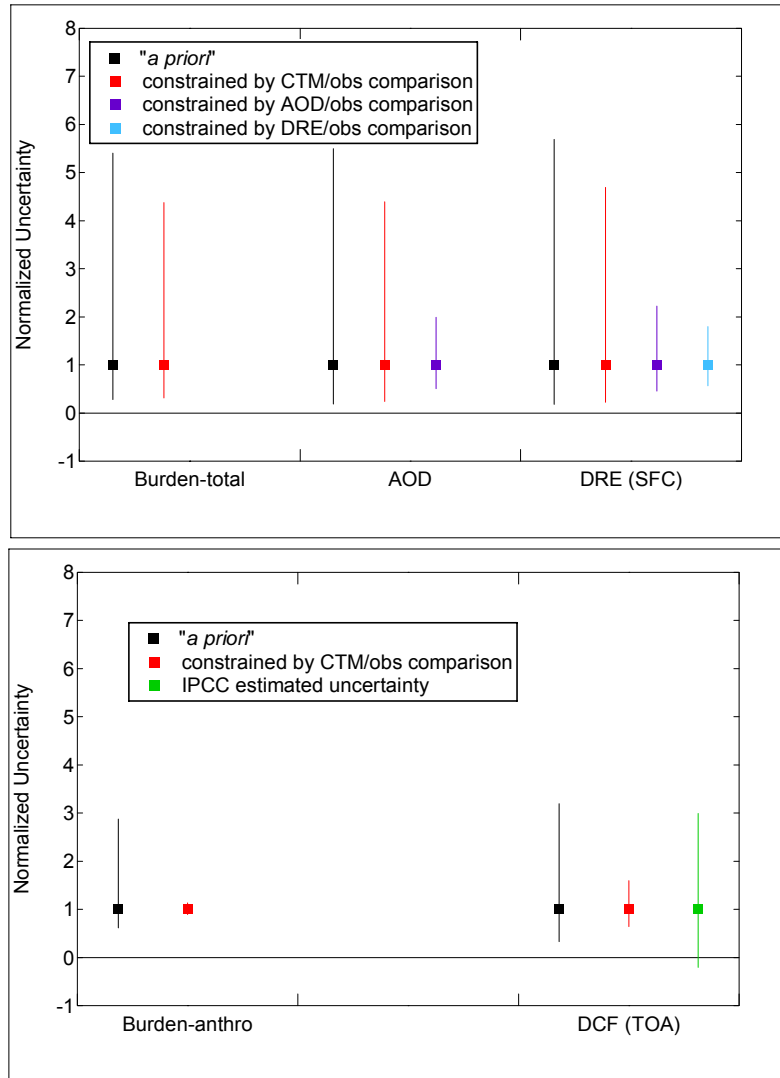 8
7
6
5
4
3
2
1
0
-1
Normalized Uncertainty
"a priori"
constrained by CTM/obs comparison
constrained by AOD/obs comparison
constrained by DRE/obs comparison
Burden-total
AOD
DRE (SFC)
8
7
6
5
4
3
2
1
0
-1
Normalized Uncertainty
"a priori"
constrained by CTM/obs comparison
IPCC estimated uncertainty
Burden-anthro
DCF (TOA)